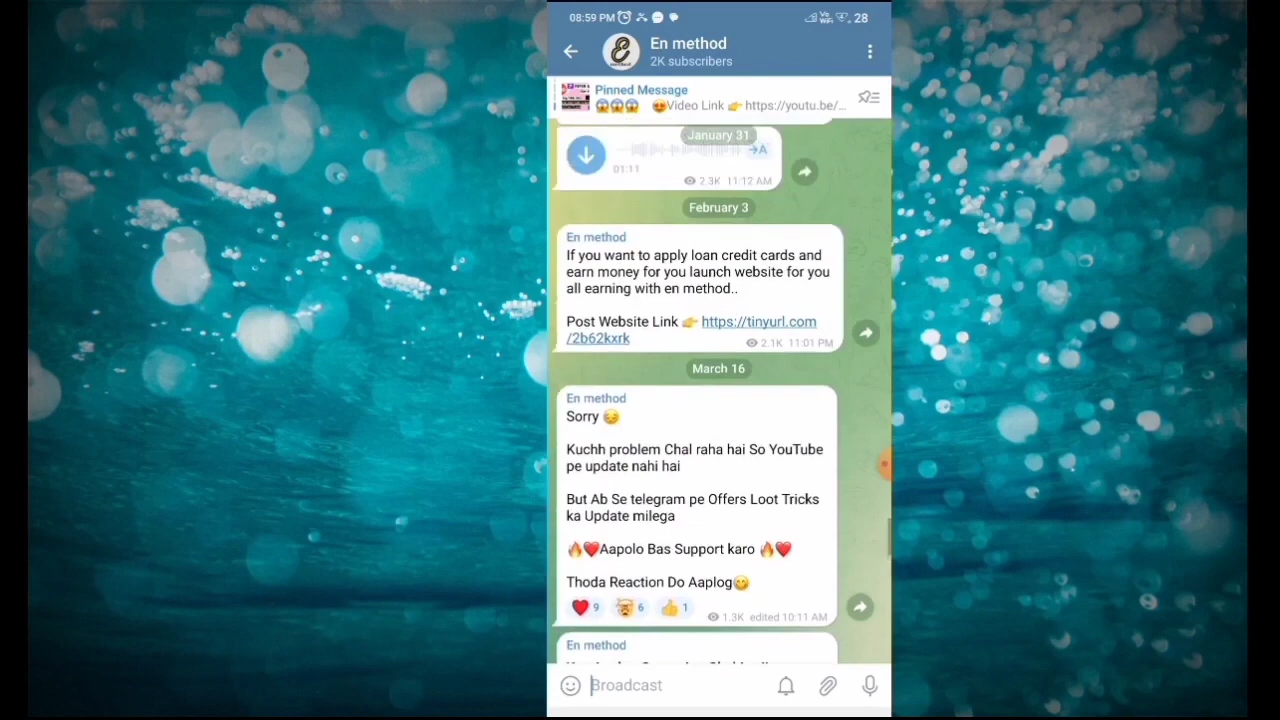 08:59 PM
28
En method
2K subscribers
Pinned Message
😱😱😱 😍Video Link 👉 https://youtu.be/...
January 31
01:11
→A
2.3K 11:12 AM
February 3
En method
If you want to apply loan credit cards and
earn money for you launch website for you
all earning with en method..
Post Website Link 👉 https://tinyurl.com
/2b62kxrk
2.1K 11:01 PM
March 16
En method
Sorry 😔
Kuchh problem Chal raha hai So YouTube
pe update nahi hai
But Ab Se telegram pe Offers Loot Tricks
ka Update milega
🔥❤️Aapolo Bas Support karo 🔥❤️
Thoda Reaction Do Aaplog😋
❤️ 9 🤯 6 👍 1
1.3K edited 10:11 AM
En method
Broadcast